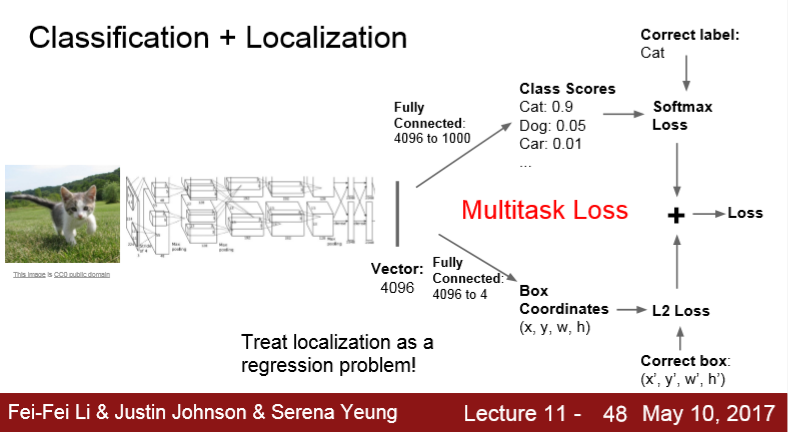 Classification + Localization
Correct label:
Cat
Class Scores
Cat: 0.9
Dog: 0.05
Car: 0.01
...
Fully
Connected:
4096 to 1000
Softmax
Loss
Multitask Loss
+
Loss
This image is CC0 public domain
Vector:
4096
Fully
Connected:
4096 to 4
Box
Coordinates
(x, y, w, h)
L2 Loss
Treat localization as a
regression problem!
Correct box:
(x’, y’, w’, h’)
Fei-Fei Li & Justin Johnson & Serena Yeung
Lecture 11 - 48 May 10, 2017